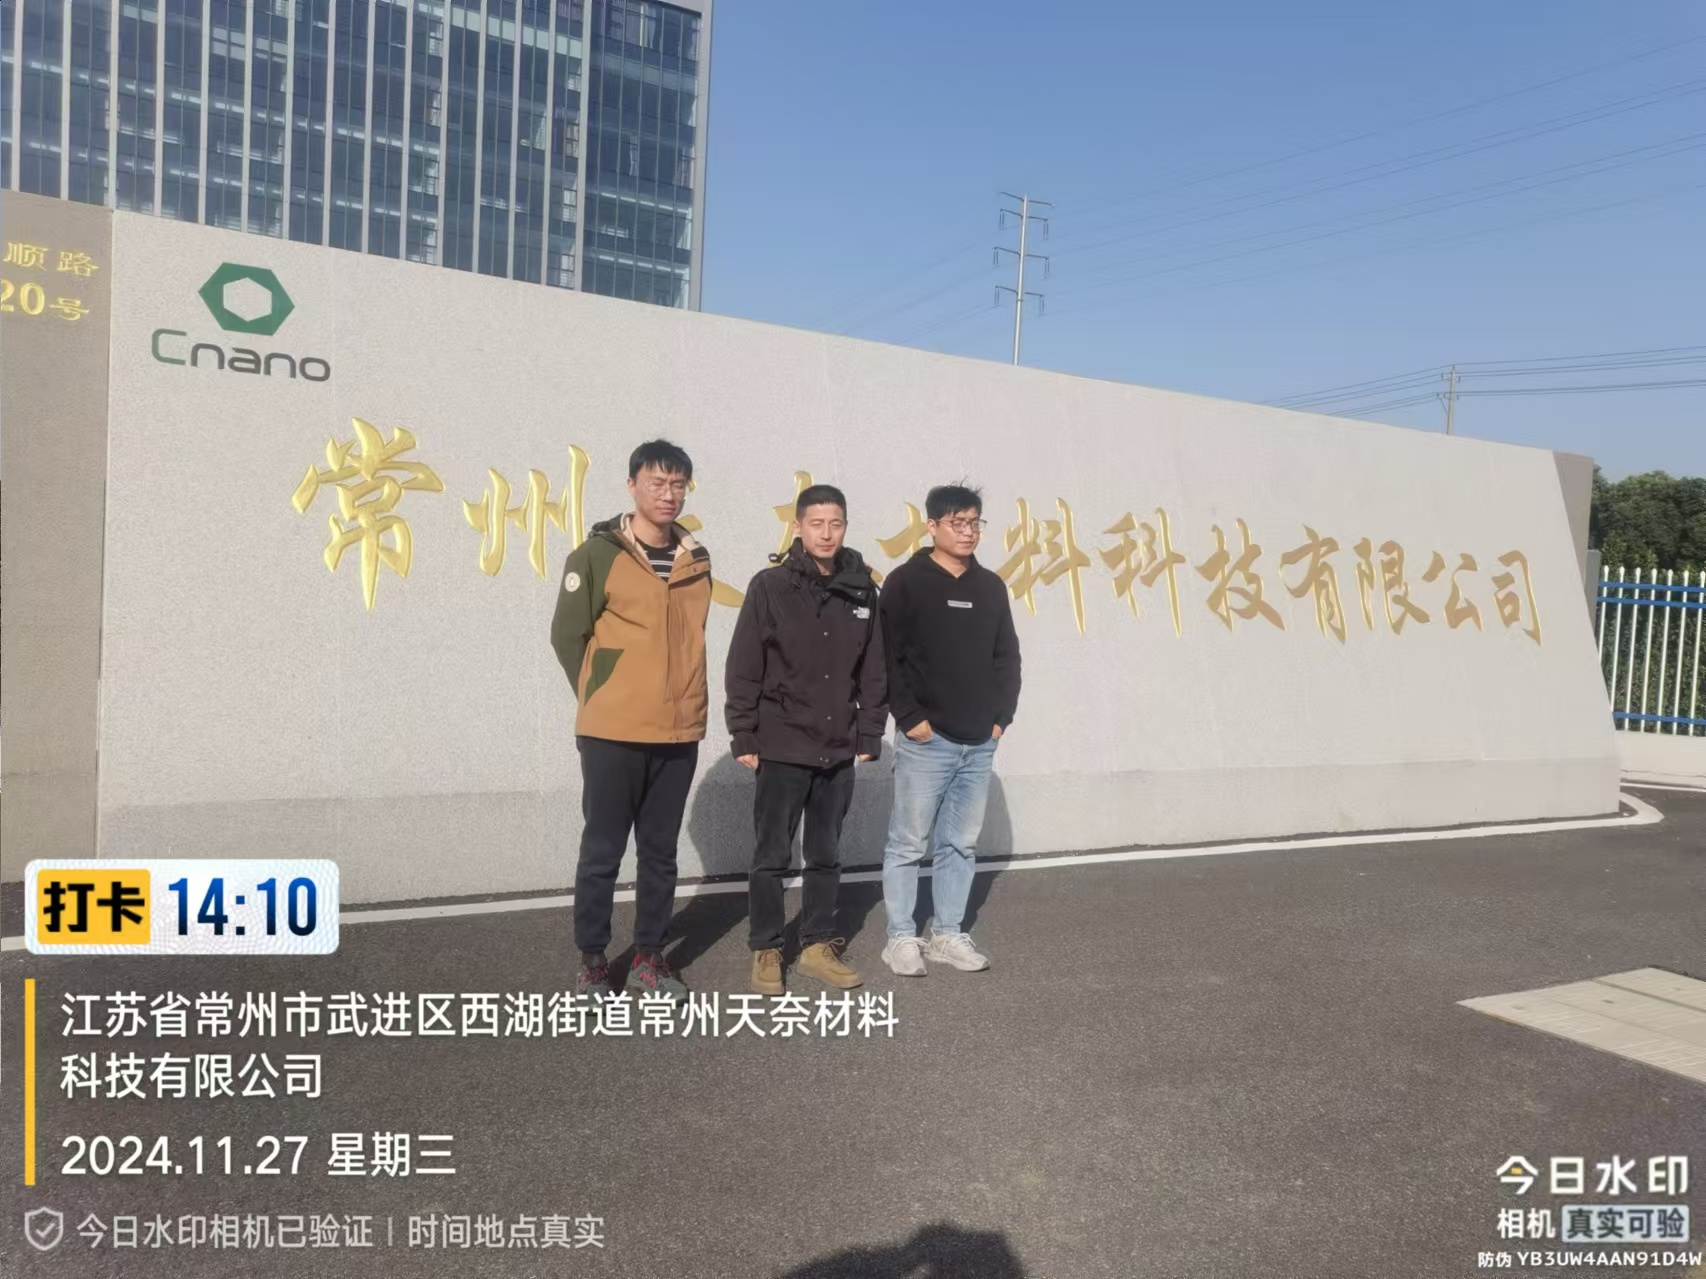 顺路
20号
Cnano
常州天奈材料科技有限公司
打卡 14:10
江苏省常州市武进区西湖街道常州天奈材料
科技有限公司
2024.11.27 星期三
今日水印相机已验证 | 时间地点真实
今日水印
相机 真实可验
防伪 YB3UW4AAN91D4W